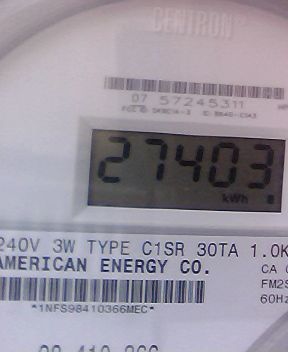 CENTRON
07 57245311
27403
kWh
240V 3W TYPE C1SR 30TA 1.0K
AMERICAN ENERGY CO.
CA
FM2S
60Hz
*1NFS98410366MEC*